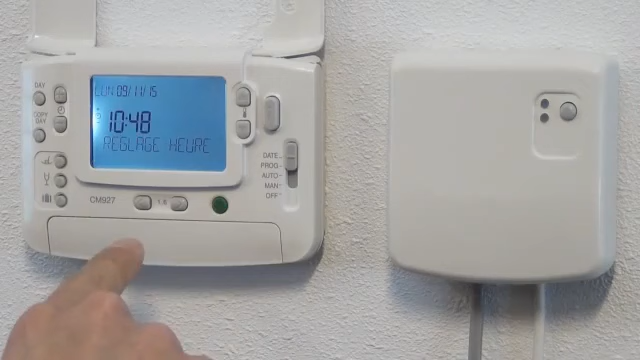 DAY
LUN 09/11/15
COPY
DAY
10:48
REGLAGE HEURE
DATE
PROG
AUTO
MAN
OFF
CM927